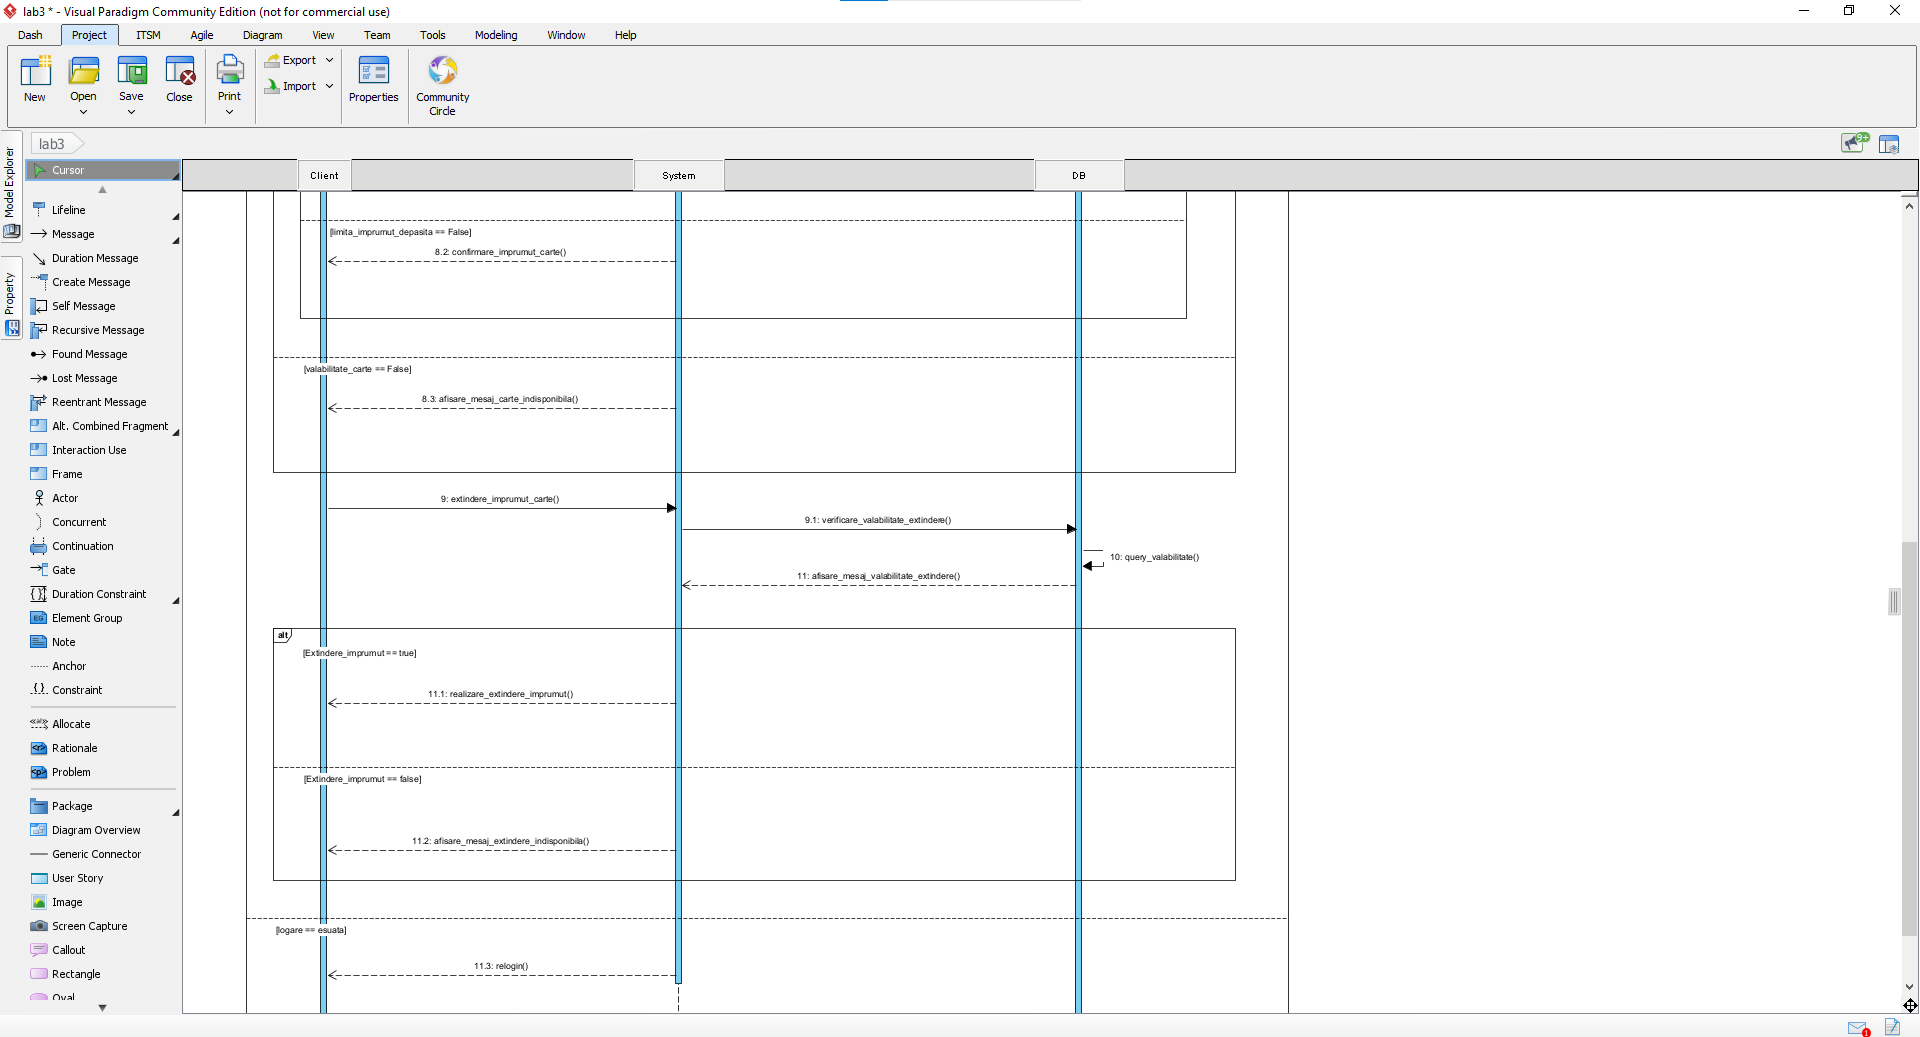 lab3 * - Visual Paradigm Community Edition (not for commercial use)
Dash Project ITSM Agile Diagram View Team Tools Modeling Window Help
New Open Save Close Print Export Import Properties Community Circle
lab3
9+
Model Explorer
Property
Cursor
Lifeline
Message
Duration Message
Create Message
Self Message
Recursive Message
Found Message
Lost Message
Reentrant Message
Alt. Combined Fragment
Interaction Use
Frame
Actor
Concurrent
Continuation
Gate
Duration Constraint
EG Element Group
Note
Anchor
Constraint
Allocate
Rationale
Problem
Package
Diagram Overview
Generic Connector
User Story
Image
Screen Capture
Callout
Rectangle
Oval
Client System DB
[limita_imprumut_depasita == False]
8.2: confirmare_imprumut_carte()
[valabilitate_carte == False]
8.3: afisare_mesaj_carte_indisponibila()
9: extindere_imprumut_carte()
9.1: verificare_valabilitate_extindere()
10: query_valabilitate()
11: afisare_mesaj_valabilitate_extindere()
alt
[Extindere_imprumut == true]
11.1: realizare_extindere_imprumut()
[Extindere_imprumut == false]
11.2: afisare_mesaj_extindere_indisponibila()
[logare == esuata]
11.3: relogin()
1